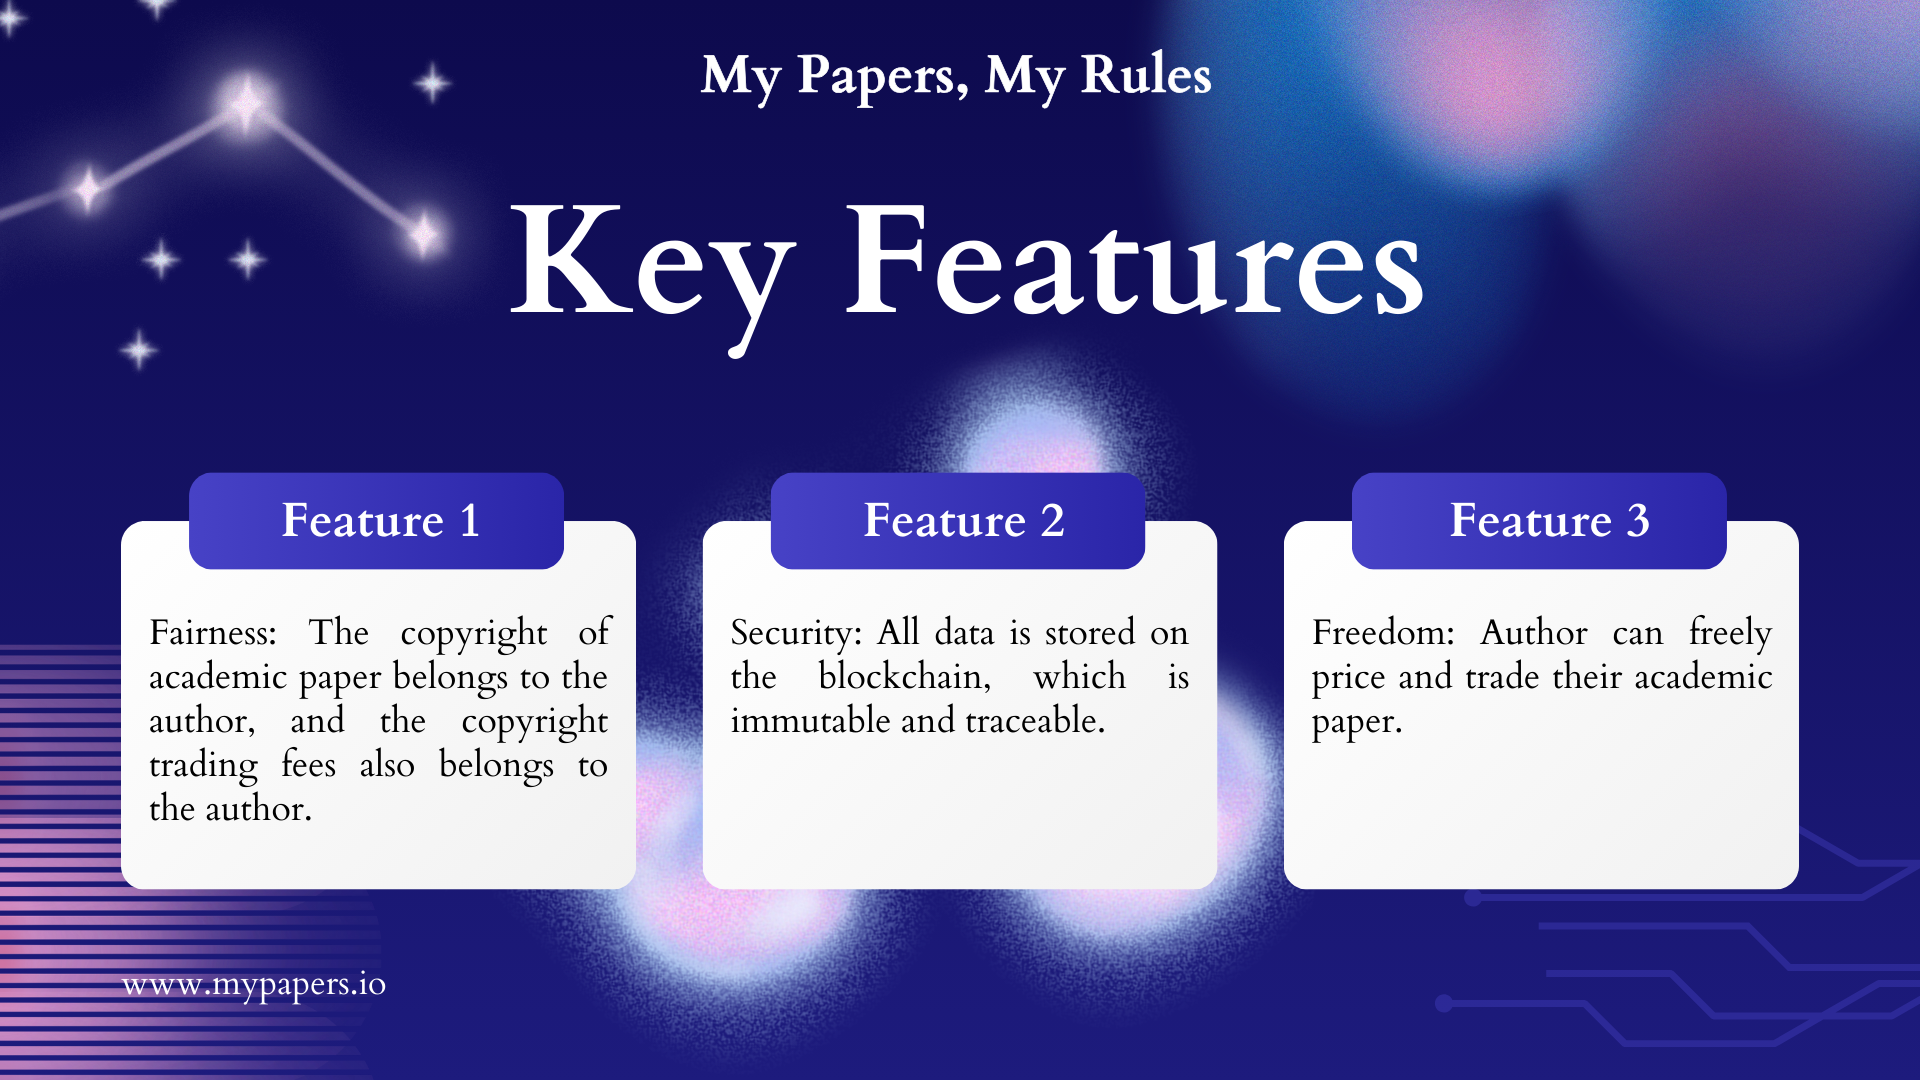 My Papers, My Rules
Key Features
Feature 1
Fairness: The copyright of
academic paper belongs to the
author, and the copyright
trading fees also belongs to
the author.
Feature 2
Security: All data is stored on
the blockchain, which is
immutable and traceable.
Feature 3
Freedom: Author can freely
price and trade their academic
paper.
www.mypapers.io